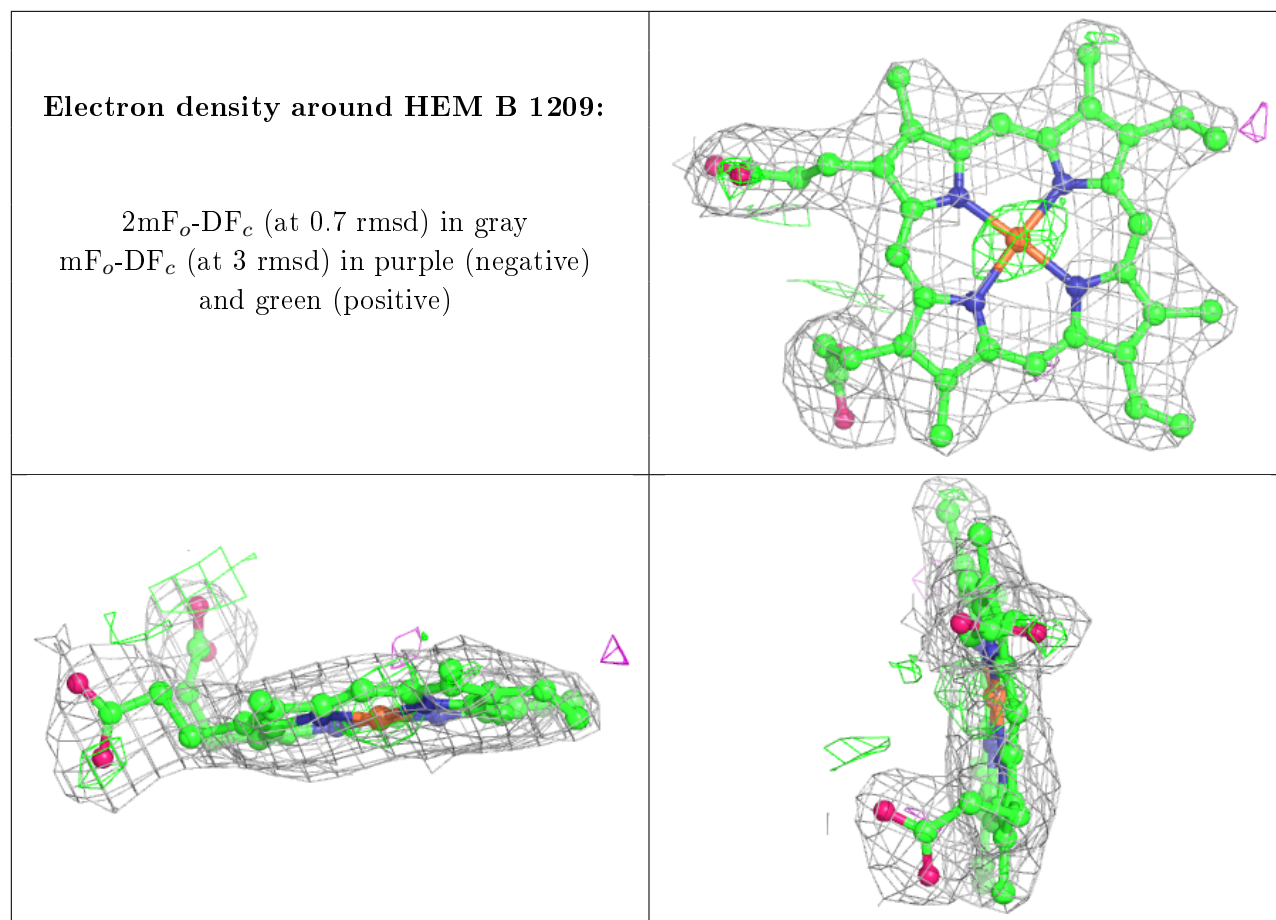 Electron density around HEM B 1209:
2mFₒ-DF𝒸 (at 0.7 rmsd) in gray
mFₒ-DF𝒸 (at 3 rmsd) in purple (negative)
and green (positive)